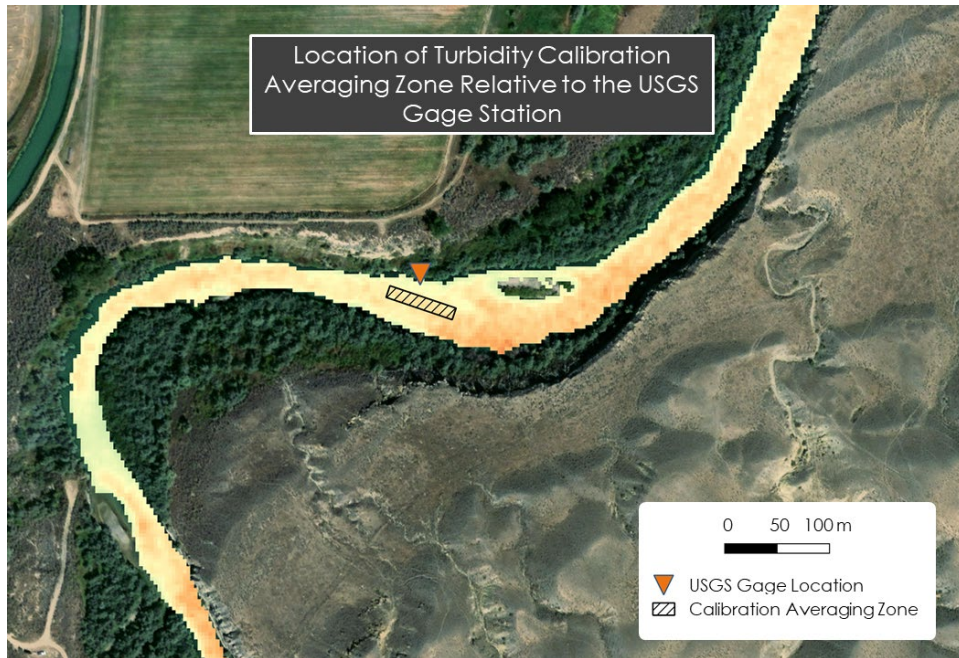 Location of Turbidity Calibration
Averaging Zone Relative to the USGS
Gage Station
0 50 100 m
USGS Gage Location
Calibration Averaging Zone